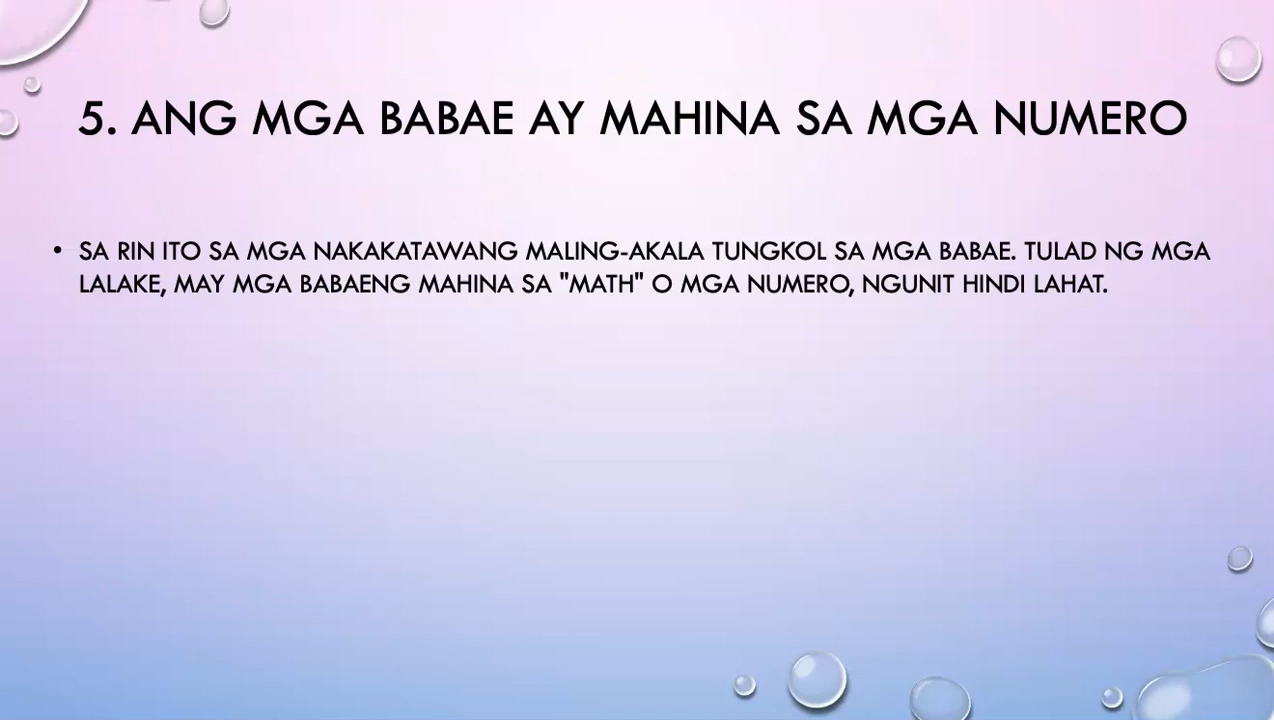 5. ANG MGA BABAE AY MAHINA SA MGA NUMERO
• SA RIN ITO SA MGA NAKAKATAWANG MALING-AKALA TUNGKOL SA MGA BABAE. TULAD NG MGA
LALAKE, MAY MGA BABAENG MAHINA SA "MATH" O MGA NUMERO, NGUNIT HINDI LAHAT.